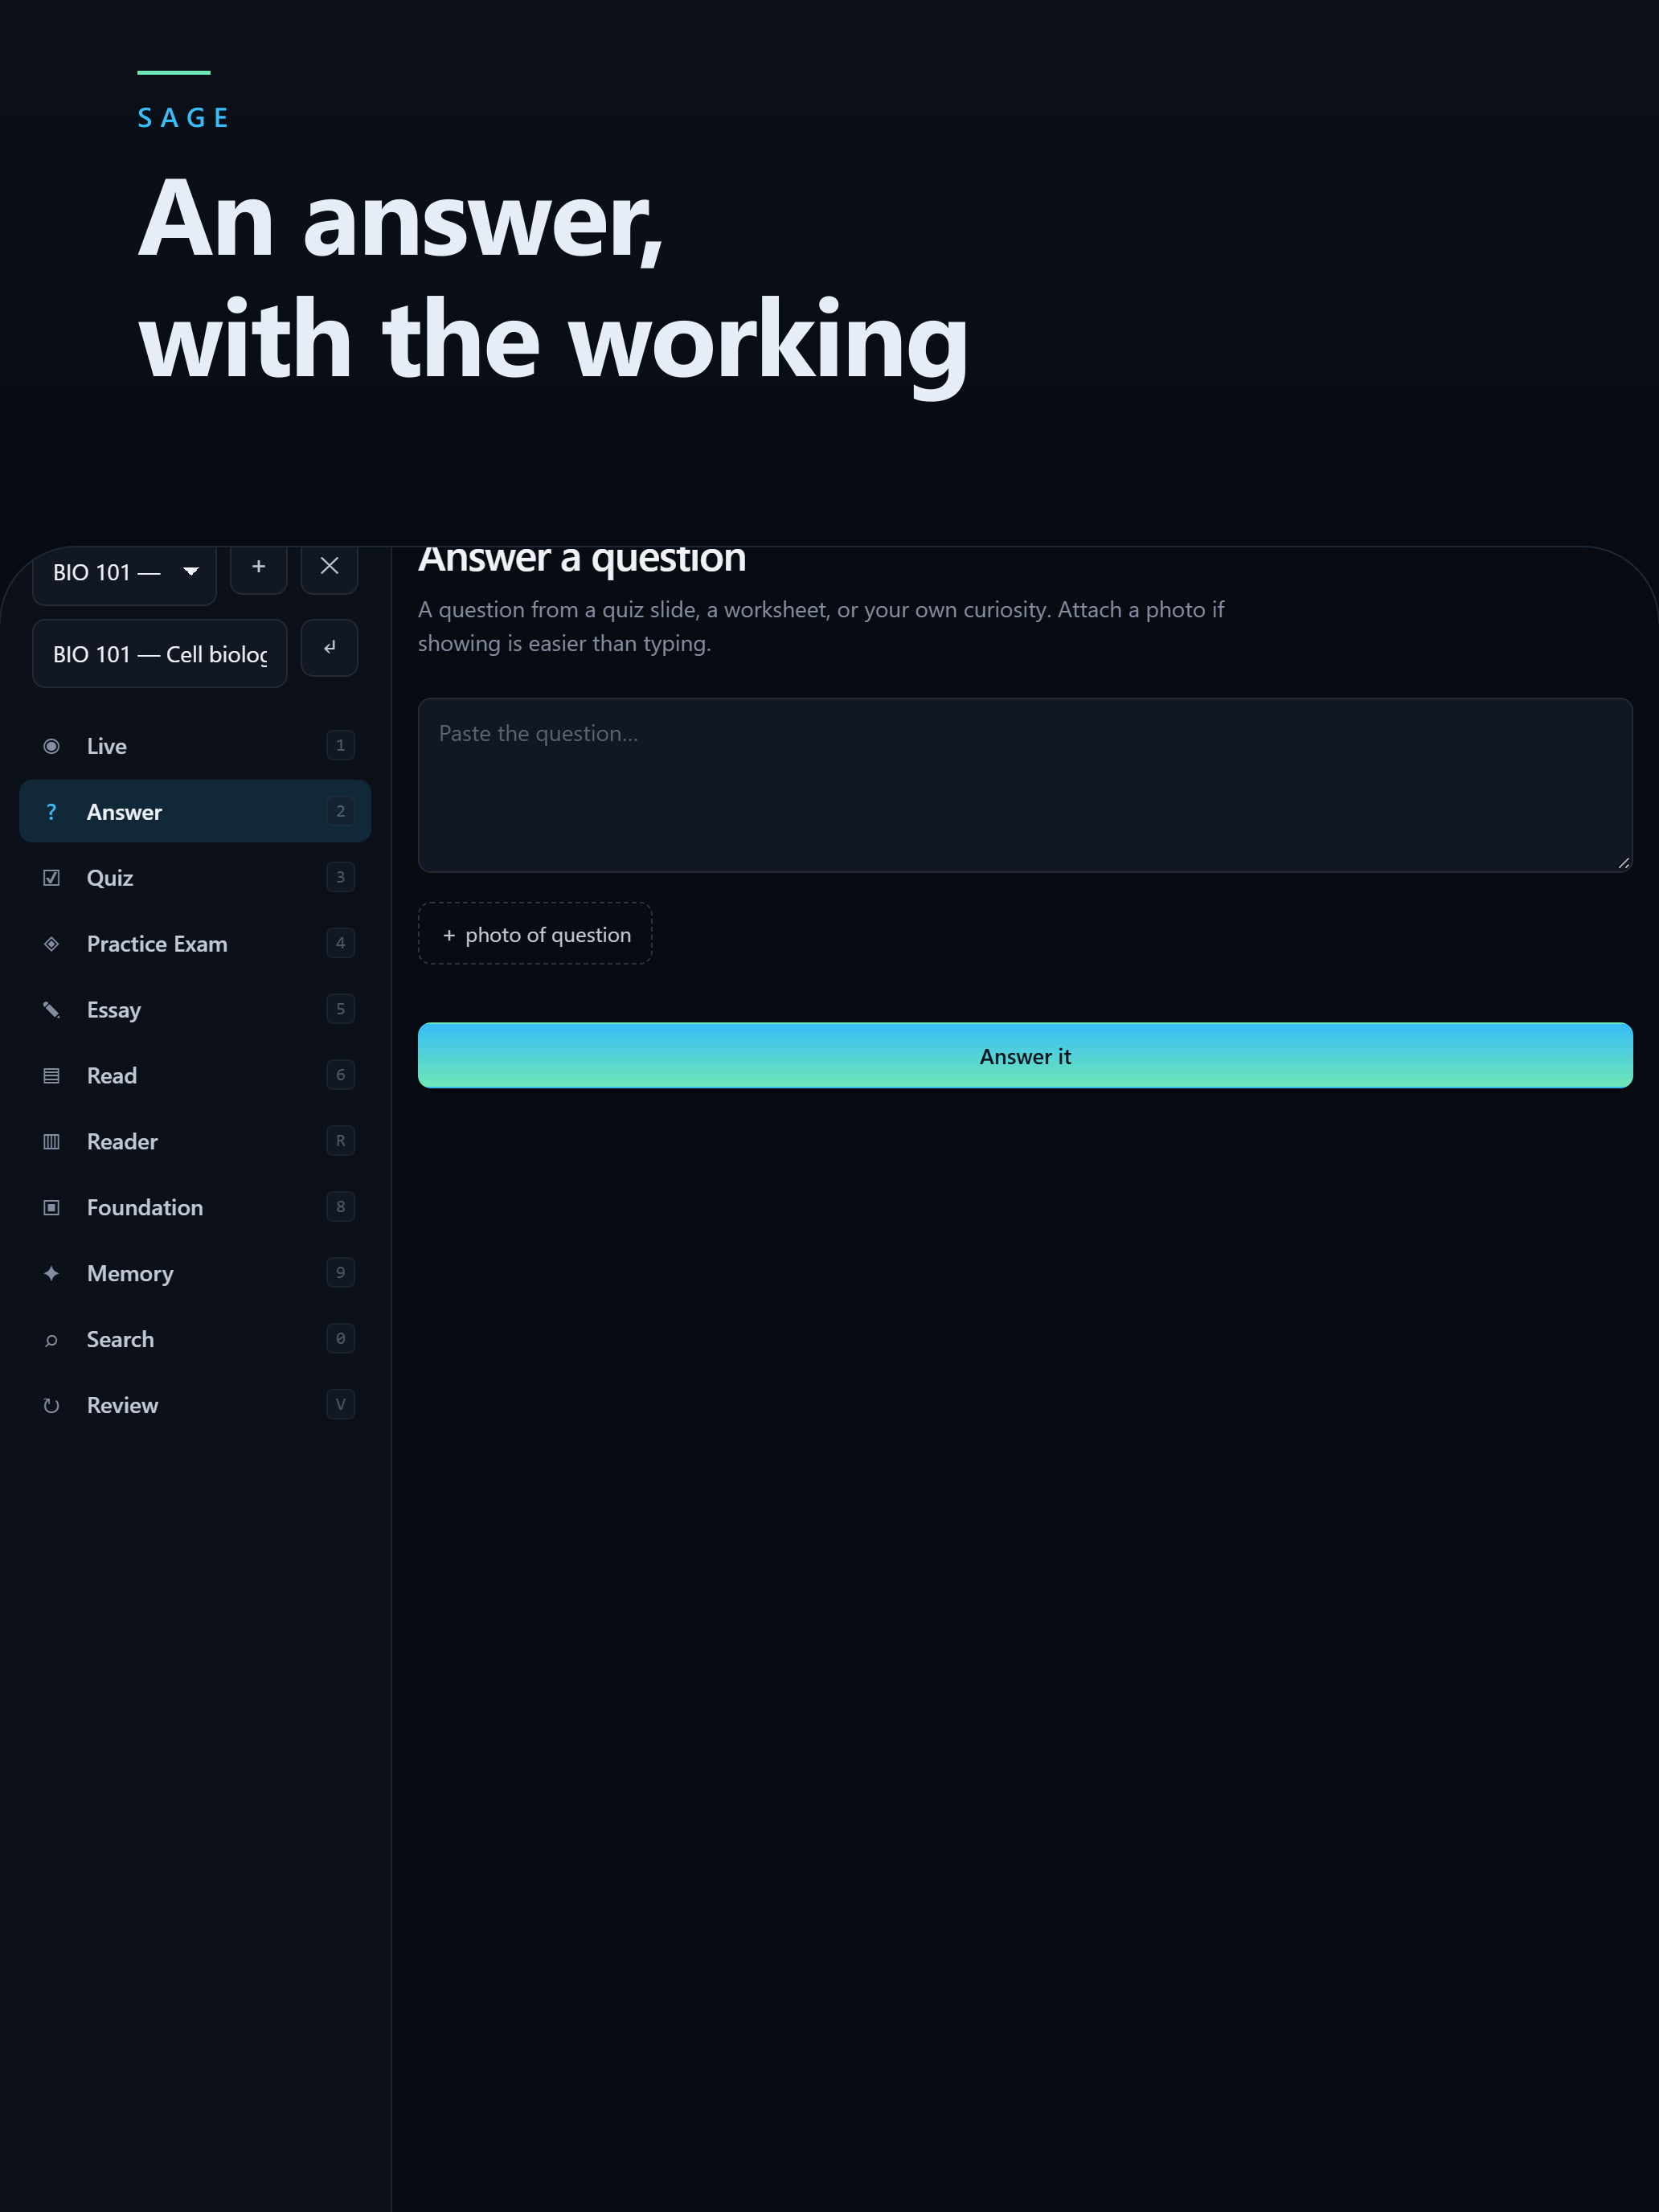 SAGE
An answer,
with the working
BIO 101 —
+
×
BIO 101 — Cell biolog
↵
Live 1
? Answer 2
Quiz 3
Practice Exam 4
Essay 5
Read 6
Reader R
Foundation 8
Memory 9
Search 0
Review V
Answer a question
A question from a quiz slide, a worksheet, or your own curiosity. Attach a photo if
showing is easier than typing.
Paste the question...
+ photo of question
Answer it